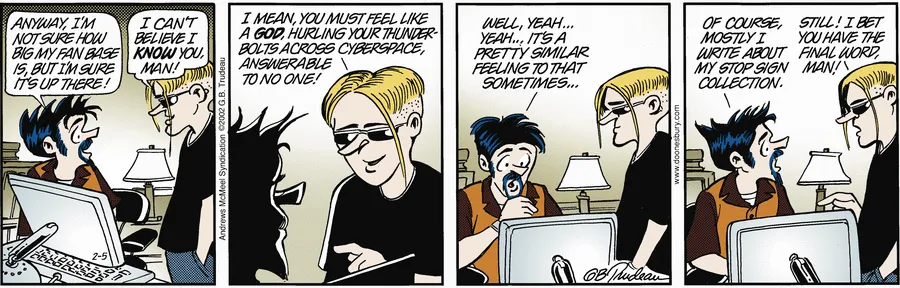 ANYWAY, I'M
NOT SURE HOW
BIG MY FAN BASE
IS, BUT I'M SURE
IT'S UP THERE!
I CAN'T
BELIEVE I
KNOW YOU,
MAN!
2-5
Andrews McMeel Syndication ©2002 G.B. Trudeau
I MEAN, YOU MUST FEEL LIKE
A GOD, HURLING YOUR THUNDER-
BOLTS ACROSS CYBERSPACE,
ANSWERABLE
TO NO ONE!
WELL, YEAH...
YEAH... IT'S A
PRETTY SIMILAR
FEELING TO THAT
SOMETIMES...
GB Trudeau
www.doonesbury.com
OF COURSE,
MOSTLY I
WRITE ABOUT
MY STOP SIGN
COLLECTION.
STILL! I BET
YOU HAVE THE
FINAL WORD,
MAN!